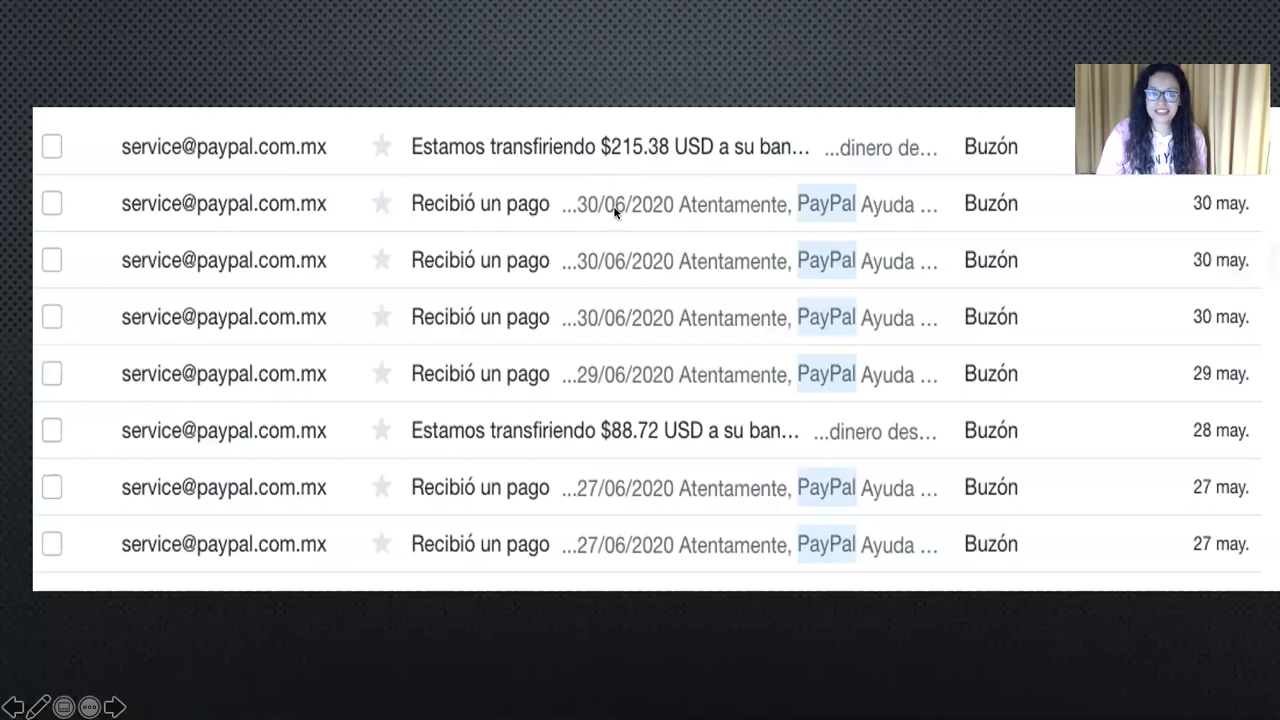 service@paypal.com.mx Estamos transfiriendo $215.38 USD a su ban... ...dinero de... Buzón
service@paypal.com.mx Recibió un pago ...30/06/2020 Atentamente, PayPal Ayuda ... Buzón 30 may.
service@paypal.com.mx Recibió un pago ...30/06/2020 Atentamente, PayPal Ayuda ... Buzón 30 may.
service@paypal.com.mx Recibió un pago ...30/06/2020 Atentamente, PayPal Ayuda ... Buzón 30 may.
service@paypal.com.mx Recibió un pago ...29/06/2020 Atentamente, PayPal Ayuda ... Buzón 29 may.
service@paypal.com.mx Estamos transfiriendo $88.72 USD a su ban... ...dinero des... Buzón 28 may.
service@paypal.com.mx Recibió un pago ...27/06/2020 Atentamente, PayPal Ayuda ... Buzón 27 may.
service@paypal.com.mx Recibió un pago ...27/06/2020 Atentamente, PayPal Ayuda ... Buzón 27 may.